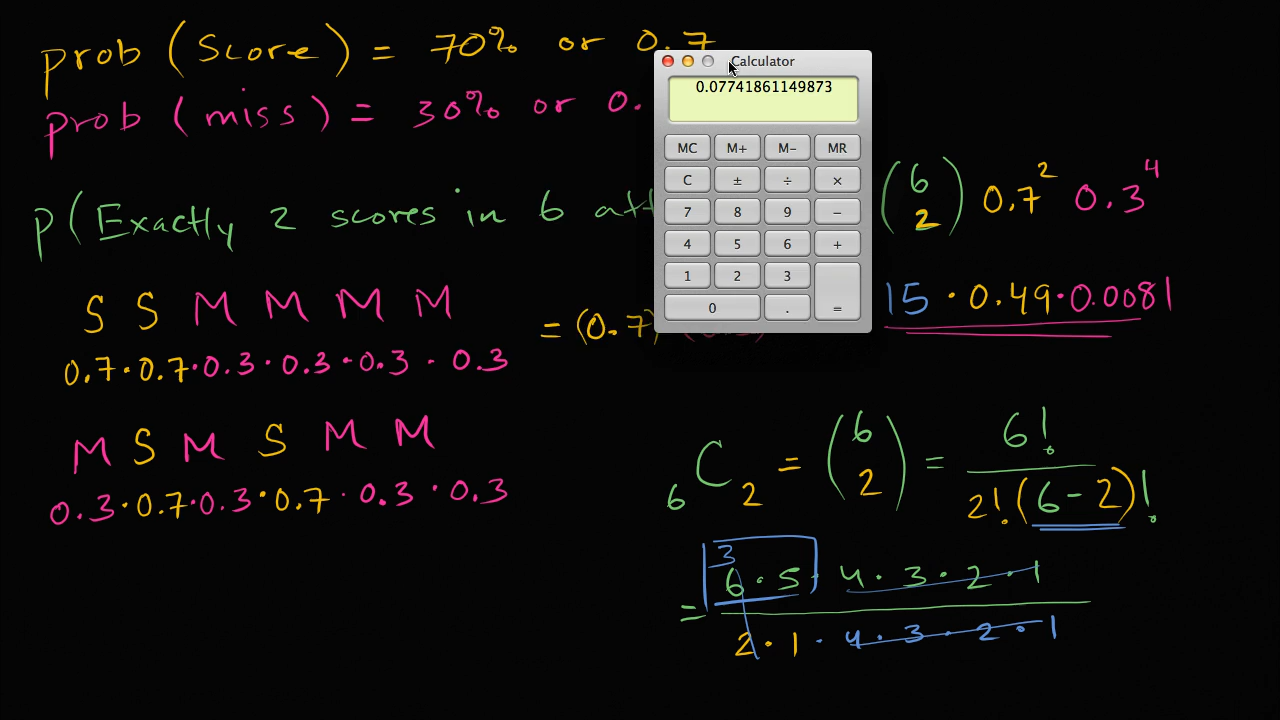 prob (Score) = 70% or 0.7
prob (miss) = 30% or 0.
Calculator
0.07741861149873
MC M+ M- MR
C ± ÷ ×
7 8 9 −
4 5 6 +
1 2 3
0 . =
p(Exactly 2 scores in 6 att
(6 2) 0.7² 0.3⁴
S S M M M M
= (0.7)
15 · 0.49 · 0.0081
0.7 · 0.7 · 0.3 · 0.3 · 0.3 · 0.3
M S M S M M
0.3 · 0.7 · 0.3 · 0.7 · 0.3 · 0.3
₆C₂ = (6 2) = 6! / 2!(6-2)!
3
= 6 · 5 · 4 · 3 · 2 · 1
2 · 1 · 4 · 3 · 2 · 1